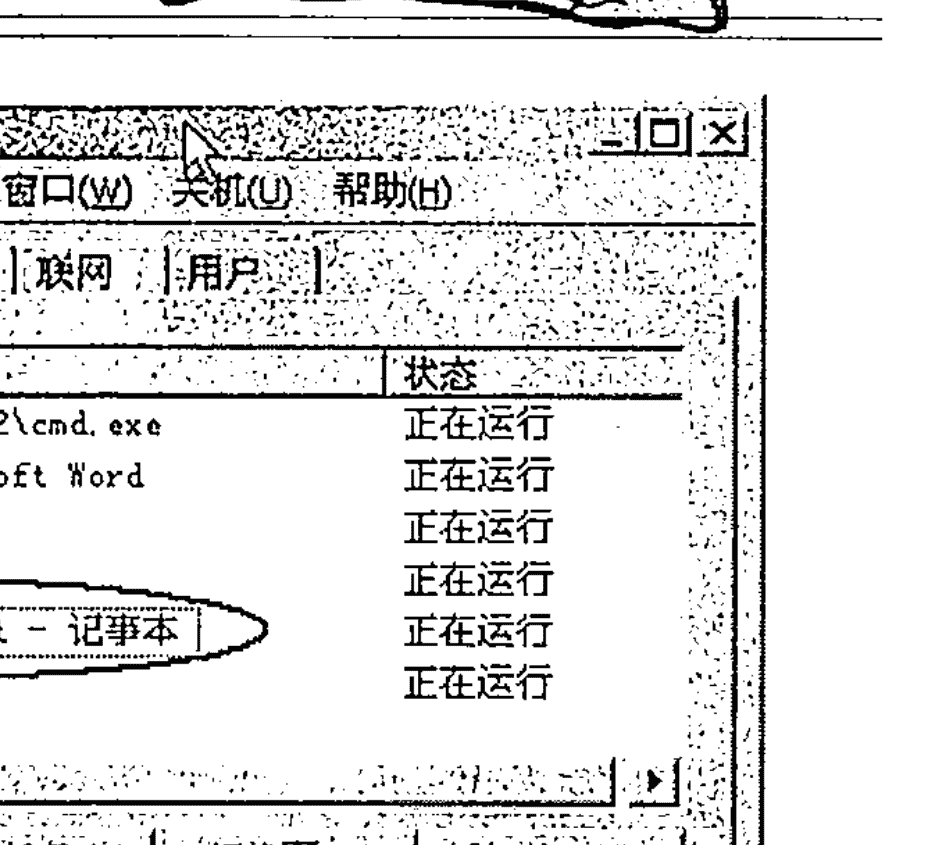 窗口(W) 关机(U) 帮助(H)
联网 用户
状态
2\cmd.exe 正在运行
oft Word 正在运行
正在运行
正在运行
- 记事本 正在运行
正在运行